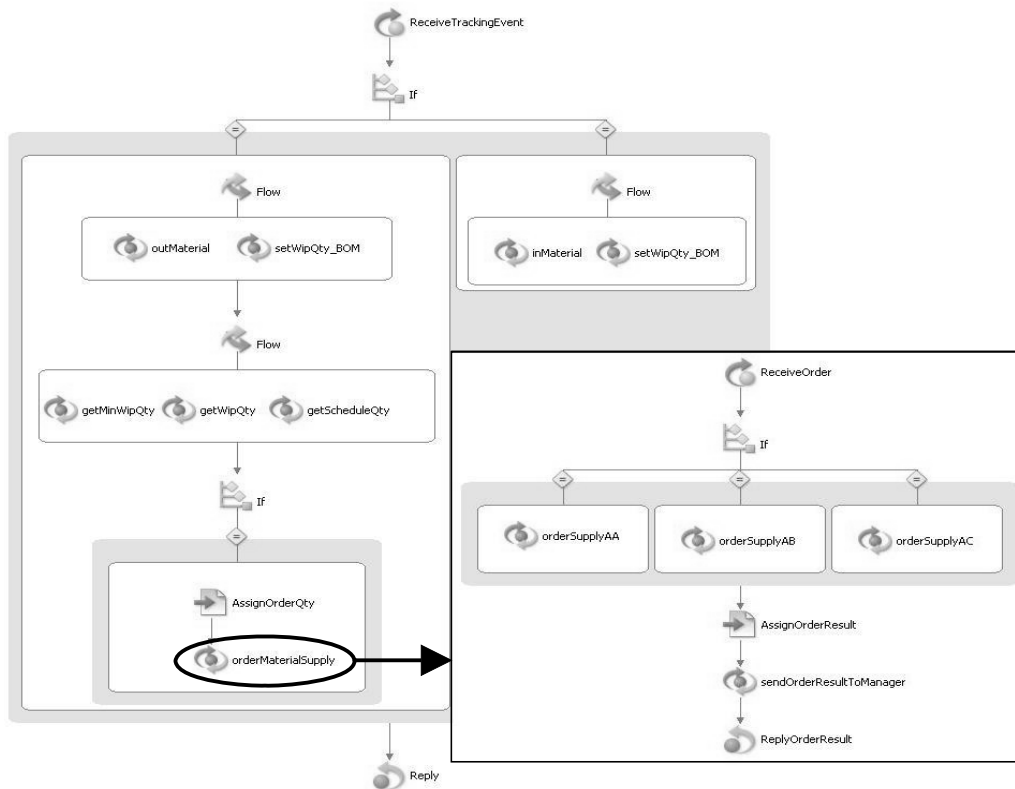 ReceiveTrackingEvent
If
= =
Flow Flow
outMaterial setWipQty_BOM inMaterial setWipQty_BOM
Flow
getMinWipQty getWipQty getScheduleQty
If
=
AssignOrderQty
orderMaterialSupply
ReceiveOrder
If
= = =
orderSupplyAA orderSupplyAB orderSupplyAC
AssignOrderResult
sendOrderResultToManager
ReplyOrderResult
Reply